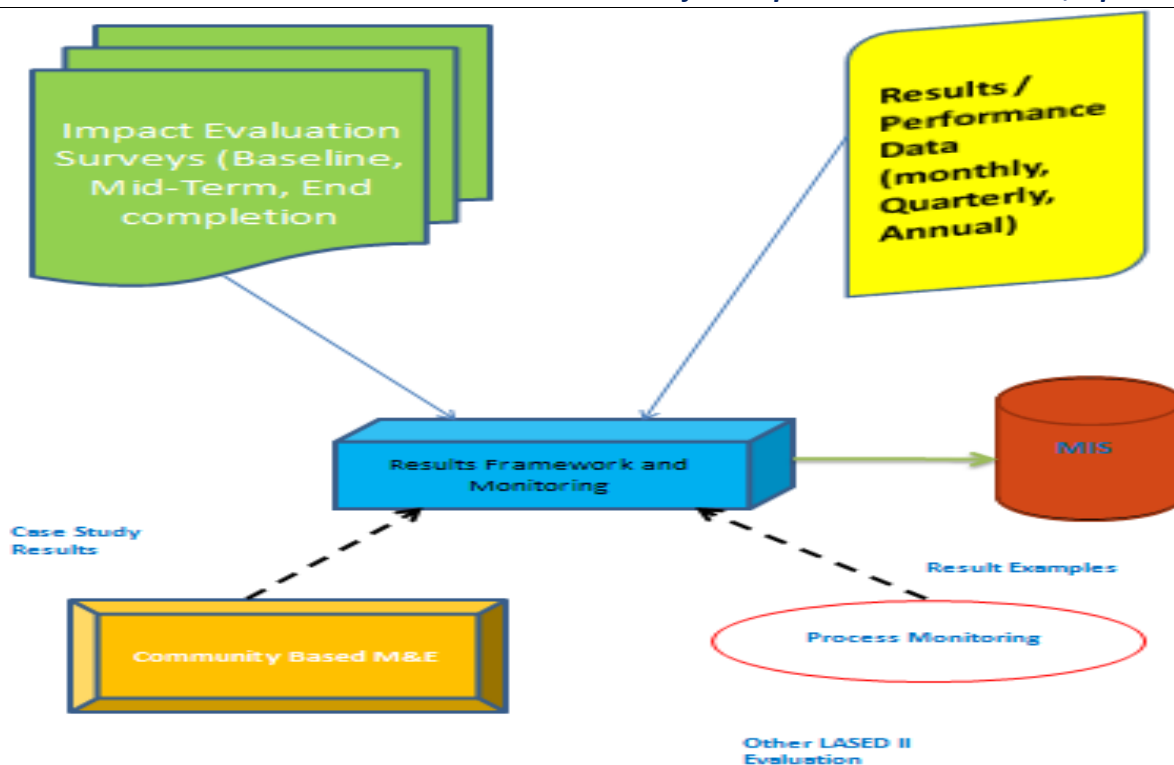 Impact Evaluation
Surveys (Baseline,
Mid-Term, End
completion
Results /
Performance
Data
(monthly,
Quarterly,
Annual)
Results Framework and
Monitoring
MIS
Case Study
Results
Result Examples
Community Based M&E
Process Monitoring
Other LASED II
Evaluation